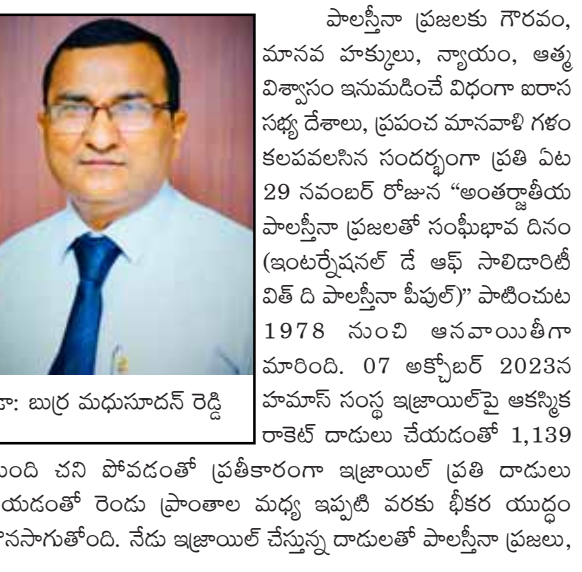 పాలస్తీనా ప్రజలకు గౌరవం,
మానవ హక్కులు, న్యాయం, ఆత్మ
విశ్వాసం ఇనుమడించే విధంగా ఐరాస
సభ్య దేశాలు, ప్రపంచ మానవాళి గళం
కలపవలసిన సందర్భంగా ప్రతి ఏట
29 నవంబర్ రోజున “అంతర్జాతీయ
పాలస్తీనా ప్రజలతో సంఘీభావ దినం
(ఇంటర్నేషనల్ డే ఆఫ్ సాలిడారిటీ
విత్ ది పాలస్తీనా పీపుల్)” పాటించుట
1978 నుంచి ఆనవాయితీగా
మారింది. 07 అక్టోబర్ 2023న
హమాస్ సంస్థ ఇజ్రాయిల్‌పై ఆకస్మిక
రాకెట్ దాడులు చేయడంతో 1,139
చని పోవడంతో ప్రతీకారంగా ఇజ్రాయిల్ ప్రతి దాడులు
రెండు ప్రాంతాల మధ్య ఇప్పటి వరకు భీకర యుద్ధం
నేడు ఇజ్రాయిల్ చేస్తున్న దాడులతో పాలస్తీనా ప్రజలు,
బుర్ర మధుసూదన్ రెడ్డి